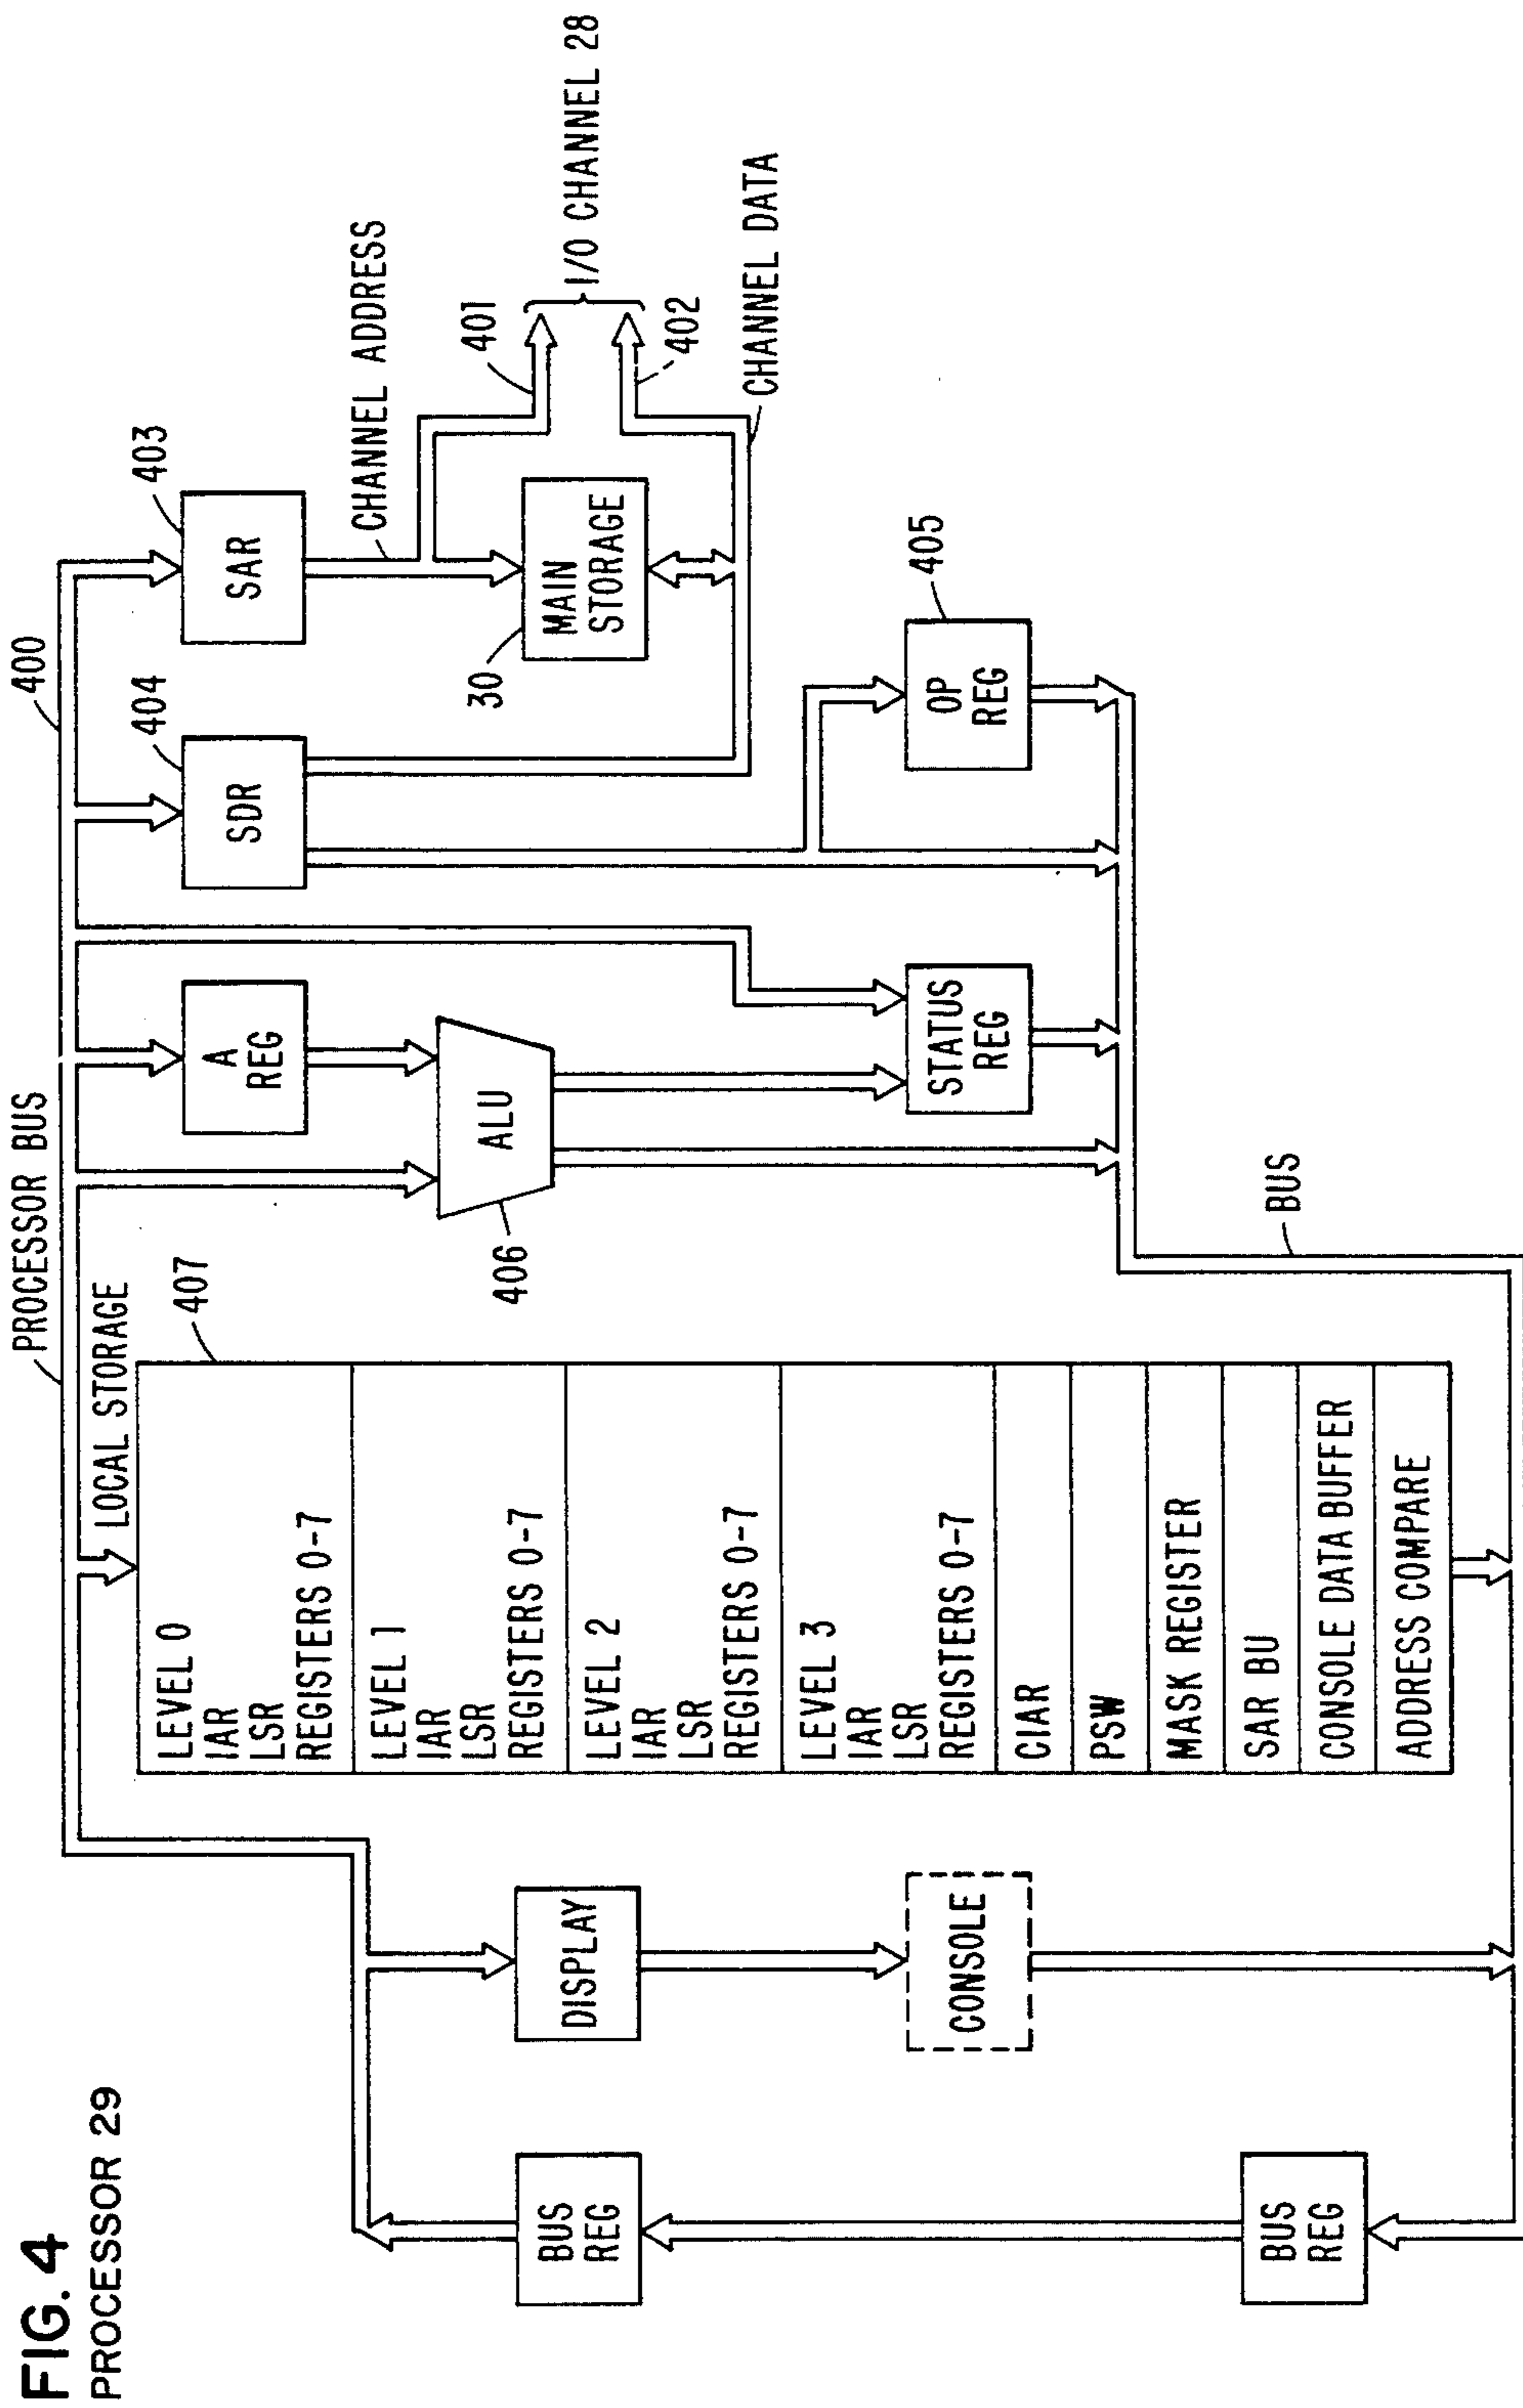 FIG. 4
PROCESSOR 29
PROCESSOR BUS
400
LOCAL STORAGE
407
LEVEL 0
IAR
LSR
REGISTERS 0-7
LEVEL 1
IAR
LSR
REGISTERS 0-7
LEVEL 2
IAR
LSR
REGISTERS 0-7
LEVEL 3
IAR
LSR
REGISTERS 0-7
CIAR
PSW
MASK REGISTER
SAR BU
CONSOLE DATA BUFFER
ADDRESS COMPARE
BUS
REG
BUS
REG
DISPLAY
CONSOLE
A
REG
ALU
406
STATUS
REG
404
SDR
403
SAR
CHANNEL ADDRESS
401
I/O CHANNEL 28
402
30
MAIN
STORAGE
CHANNEL DATA
405
OP
REG
BUS